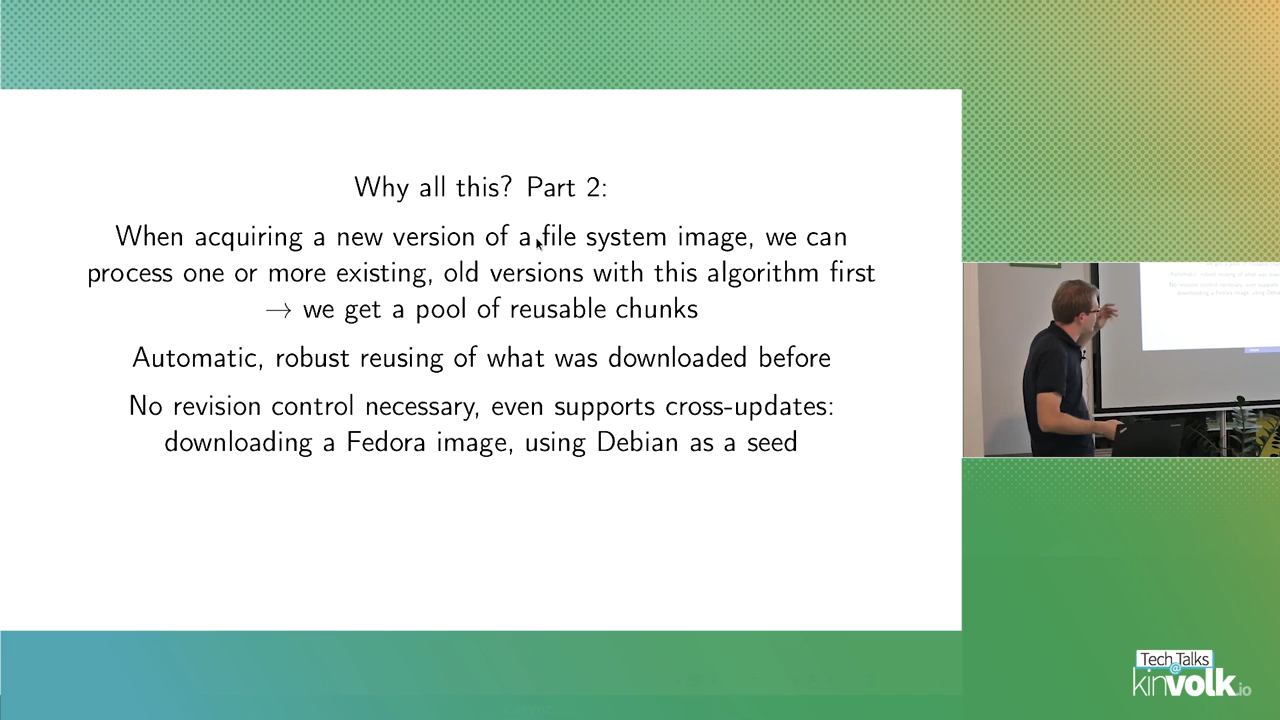 Why all this? Part 2:
When acquiring a new version of a file system image, we can
process one or more existing, old versions with this algorithm first
→ we get a pool of reusable chunks
Automatic, robust reusing of what was downloaded before
No revision control necessary, even supports cross-updates:
downloading a Fedora image, using Debian as a seed
Tech Talks
@
kinvolk.io